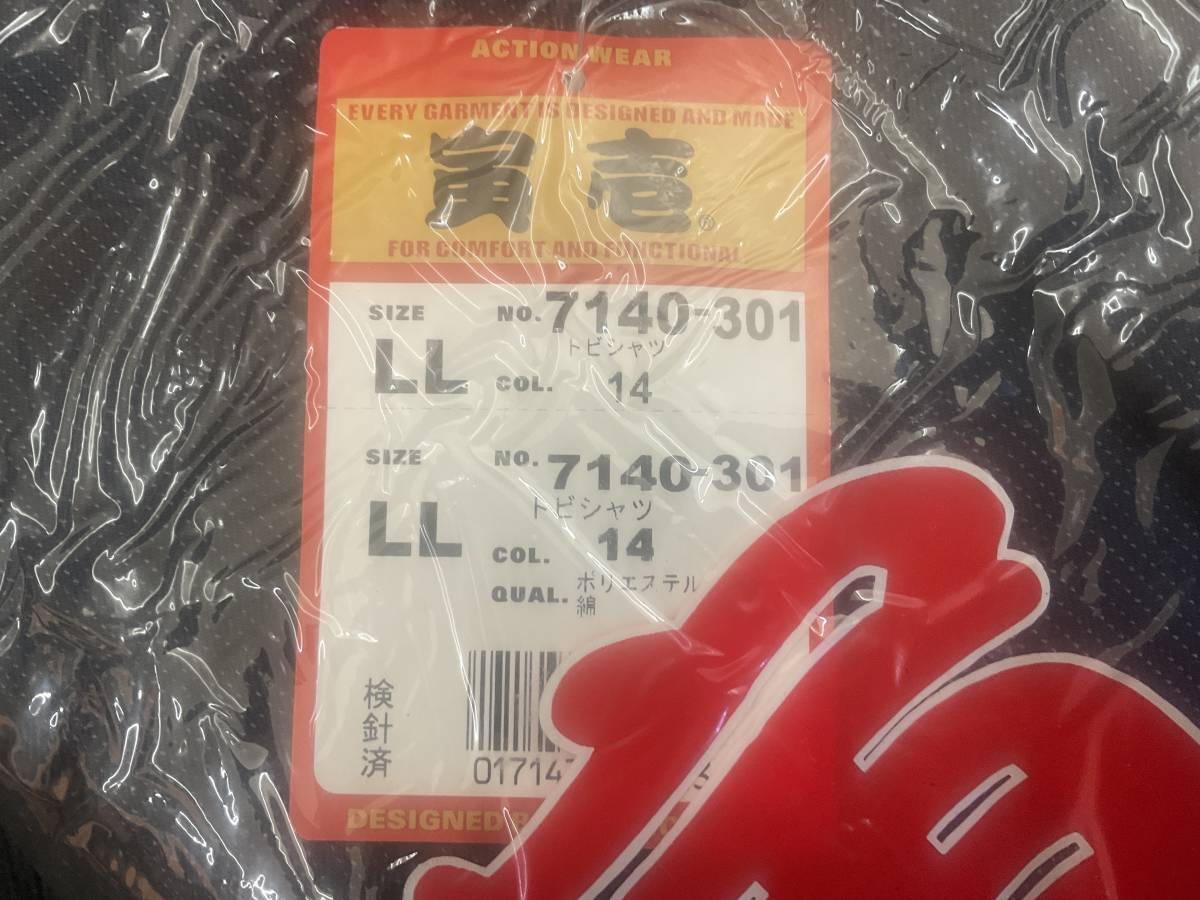 ACTION WEAR
EVERY GARMENT IS DESIGNED AND MADE
寅壱®
FOR COMFORT AND FUNCTIONAL
SIZE NO. 7140-301
トビシャツ
LL COL. 14
SIZE NO. 7140-301
トビシャツ
LL COL. 14
QUAL. ポリエステル
綿
検針済
01714
DESIGNED